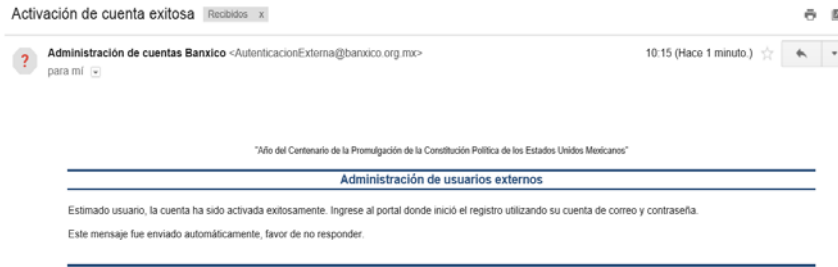 Activación de cuenta exitosa Recibidos x
Administración de cuentas Banxico <AutenticacionExterna@banxico.org.mx> 10:15 (Hace 1 minuto.)
para mí
"Año del Centenario de la Promulgación de la Constitución Política de los Estados Unidos Mexicanos"
Administración de usuarios externos
Estimado usuario, la cuenta ha sido activada exitosamente. Ingrese al portal donde inició el registro utilizando su cuenta de correo y contraseña.
Este mensaje fue enviado automáticamente, favor de no responder.